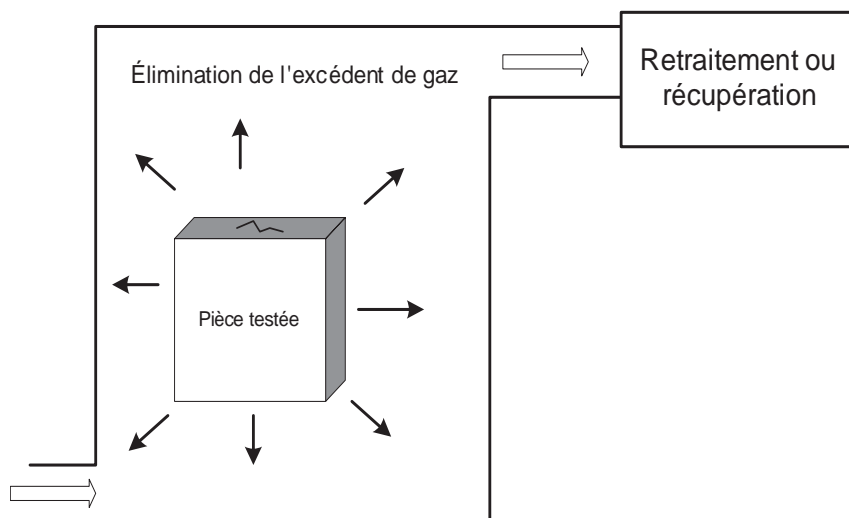 Élimination de l'excédent de gaz
Retraitement ou
récupération
Pièce testée